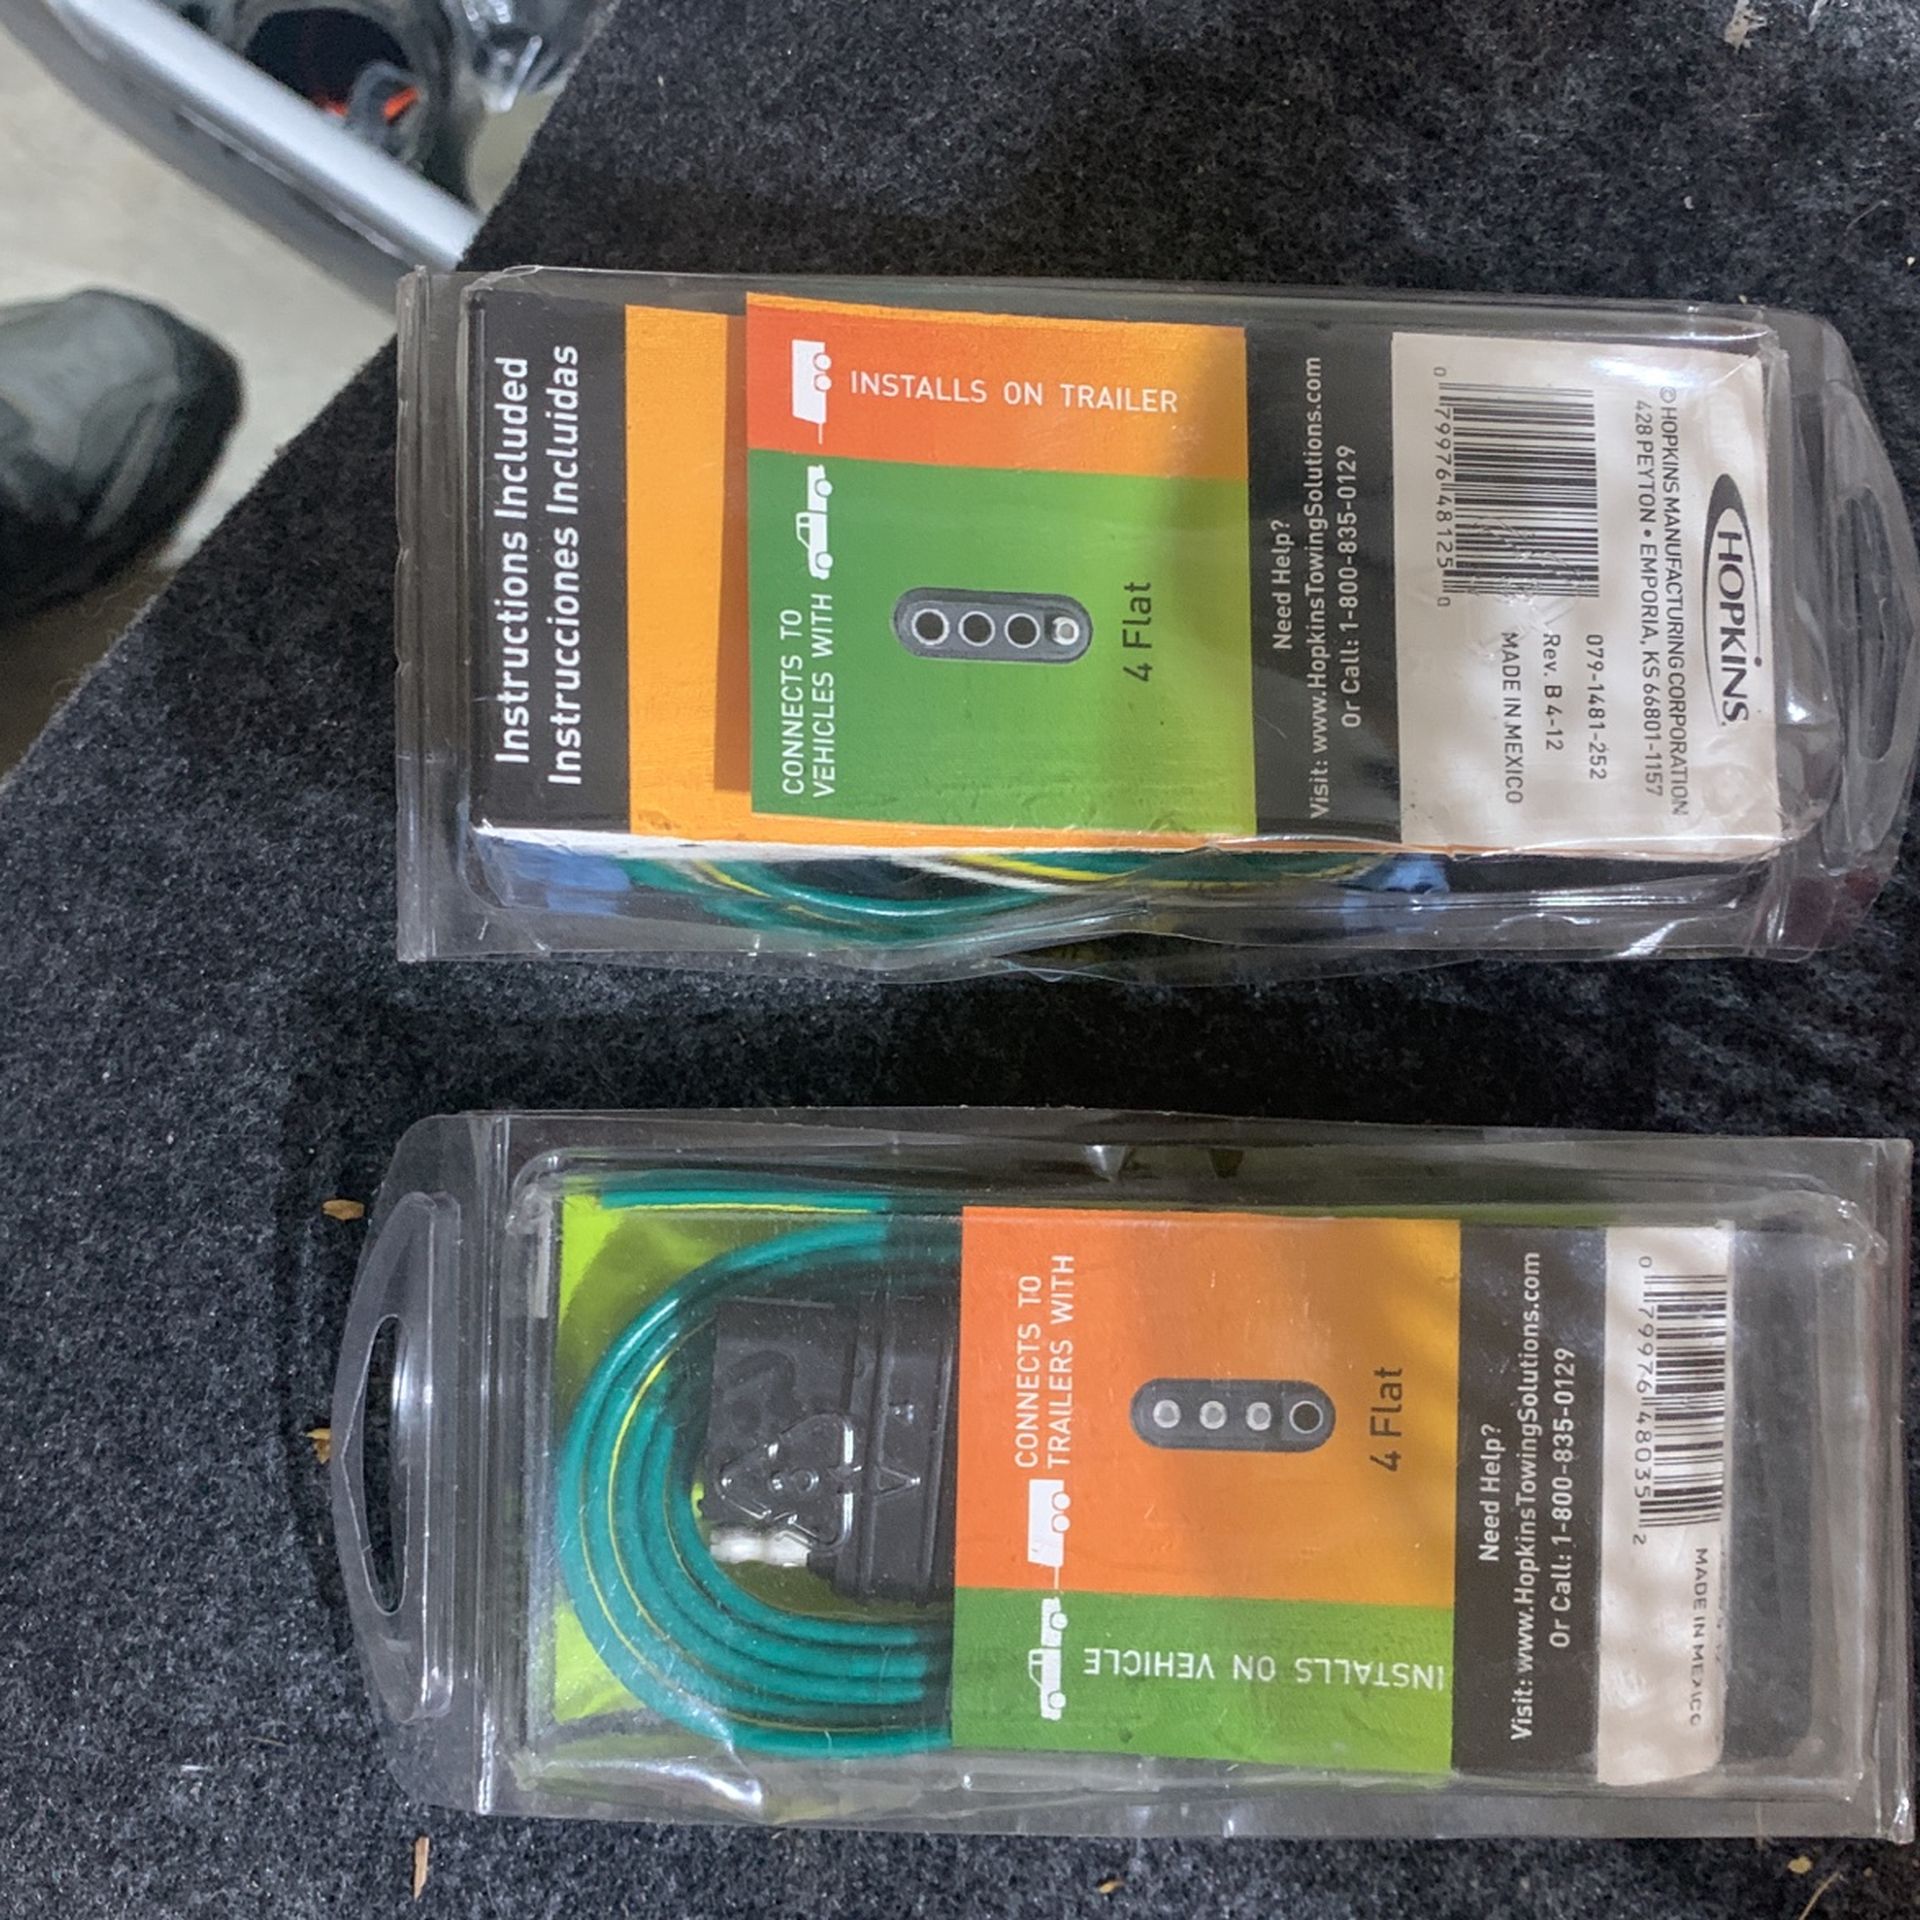 Instructions Included
Instrucciones Incluidas
INSTALLS ON TRAILER
CONNECTS TO
VEHICLES WITH
4 Flat
Need Help?
Visit: www.HopkinsTowingSolutions.com
Or Call: 1-800-835-0129
0 79976 48125 0
MADE IN MEXICO
Rev. B 4-12
079-1481-252
©HOPKINS MANUFACTURING CORPORATION
428 PEYTON • EMPORIA, KS 66801-1157
HOPKINS
CONNECTS TO
TRAILERS WITH
4 Flat
INSTALLS ON VEHICLE
Need Help?
Visit: www.HopkinsTowingSolutions.com
Or Call: 1-800-835-0129
0 79976 48035 2
MADE IN MEXICO